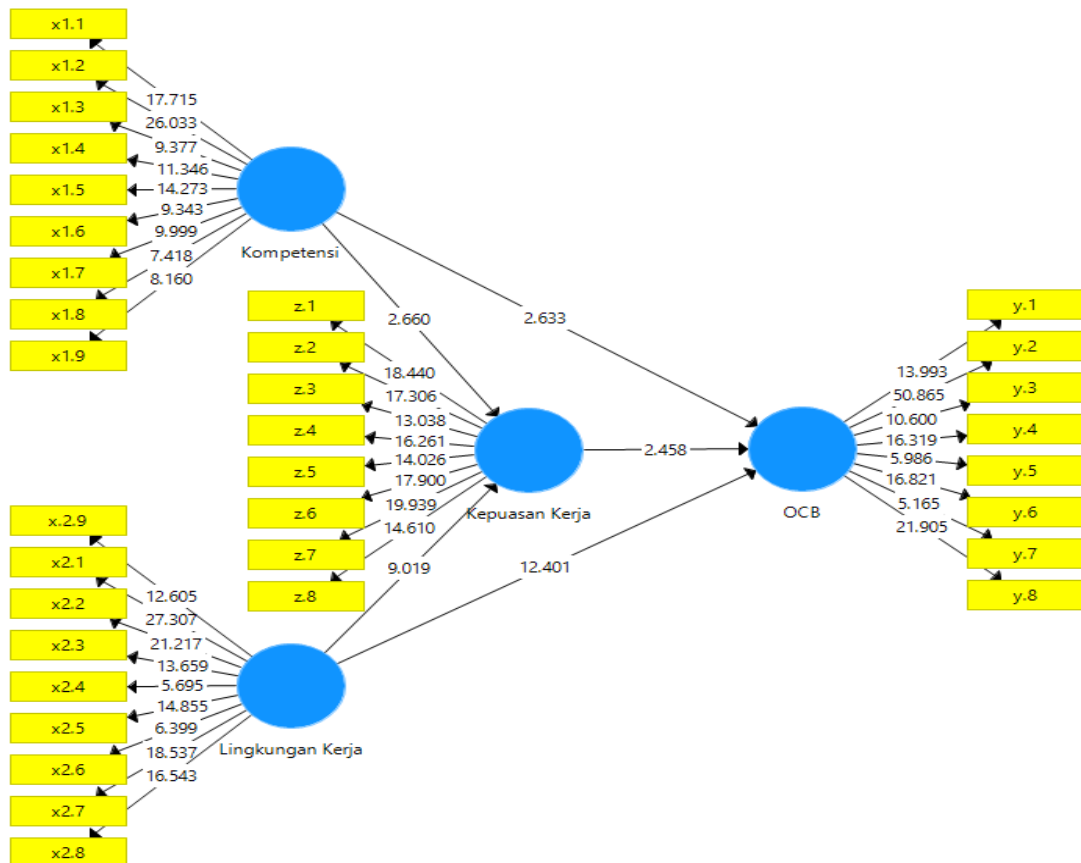 x1.1
x1.2
x1.3
x1.4
x1.5
x1.6
x1.7
x1.8
x1.9
17.715
26.033
9.377
11.346
14.273
9.343
9.999
7.418
8.160
Kompetensi
2.660
2.633
z.1
z.2
z.3
z.4
z.5
z.6
z.7
z.8
18.440
17.306
13.038
16.261
14.026
17.900
19.939
14.610
Kepuasan Kerja
2.458
9.019
12.401
OCB
13.993
50.865
10.600
16.319
5.986
16.821
5.165
21.905
y.1
y.2
y.3
y.4
y.5
y.6
y.7
y.8
x.2.9
x2.1
x2.2
x2.3
x2.4
x2.5
x2.6
x2.7
x2.8
12.605
27.307
21.217
13.659
5.695
14.855
6.399
18.537
16.543
Lingkungan Kerja